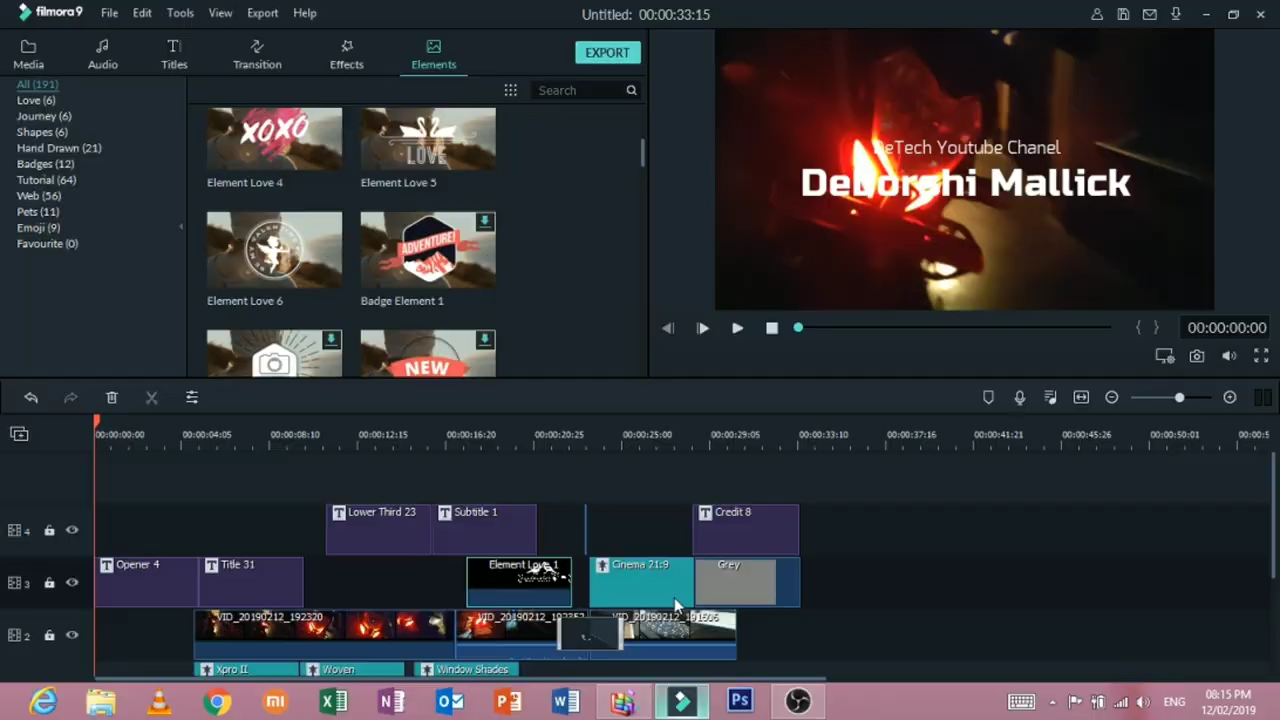 filmora9 File Edit Tools View Export Help Untitled: 00:00:33:15
Media Audio Titles Transition Effects Elements EXPORT
All (191)
Love (6)
Journey (6)
Shapes (6)
Hand Drawn (21)
Badges (12)
Tutorial (64)
Web (56)
Pets (11)
Emoji (9)
Favourite (0)
Search
XOXO
LOVE
Element Love 4 Element Love 5
ADVENTURE!
Element Love 6 Badge Element 1
NEW
DeTech Youtube Chanel
Deborshi Mallick
{ } 00:00:00:00
00:00:00:00 00:00:04:05 00:00:08:10 00:00:12:15 00:00:16:20 00:00:20:25 00:00:25:00 00:00:29:05 00:00:33:10 00:00:37:16 00:00:41:21 00:00:45:26 00:00:50:01 00:00:5
4 T Lower Third 23 T Subtitle 1 T Credit 8
3 T Opener 4 T Title 31 Element Love 1 Cinema 21:9 Grey
2 VID_20190212_192320 VID_20190212_191606
Xpro II Woven Window Shades
ENG 08:15 PM
12/02/2019